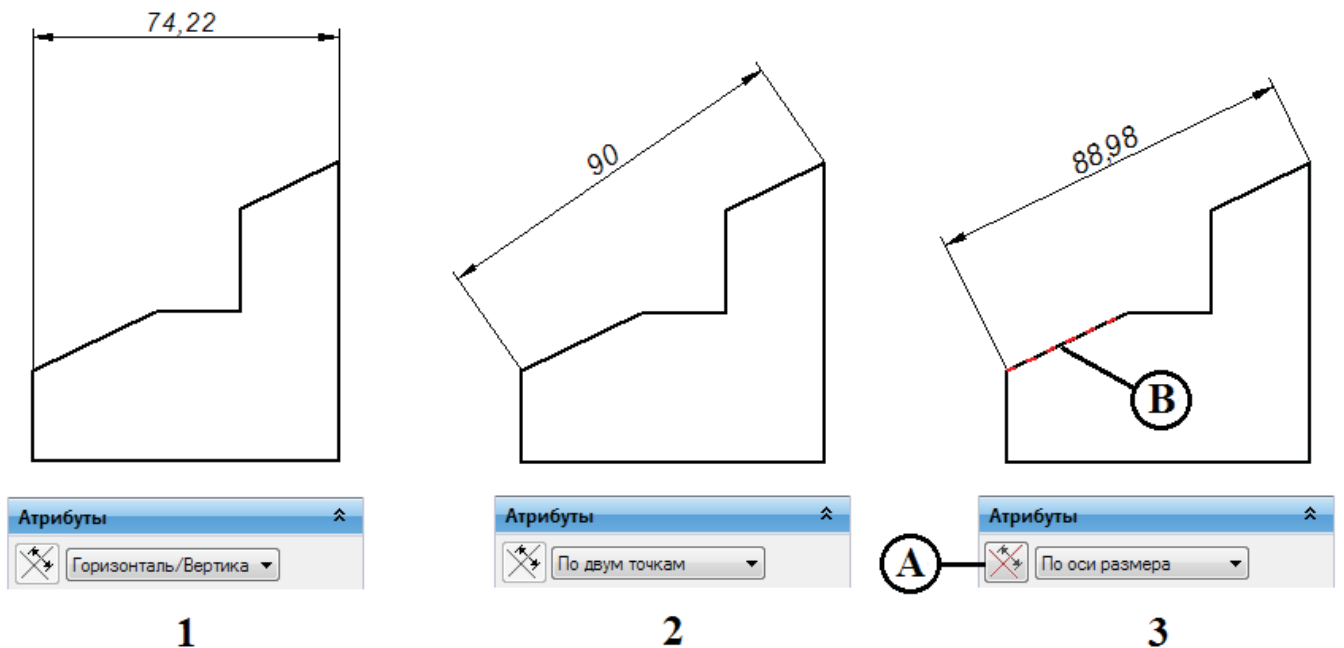 74,22
90
88,98
B
Атрибуты
Атрибуты
Атрибуты
Горизонталь/Вертика
По двум точкам
A
По оси размера
1
2
3